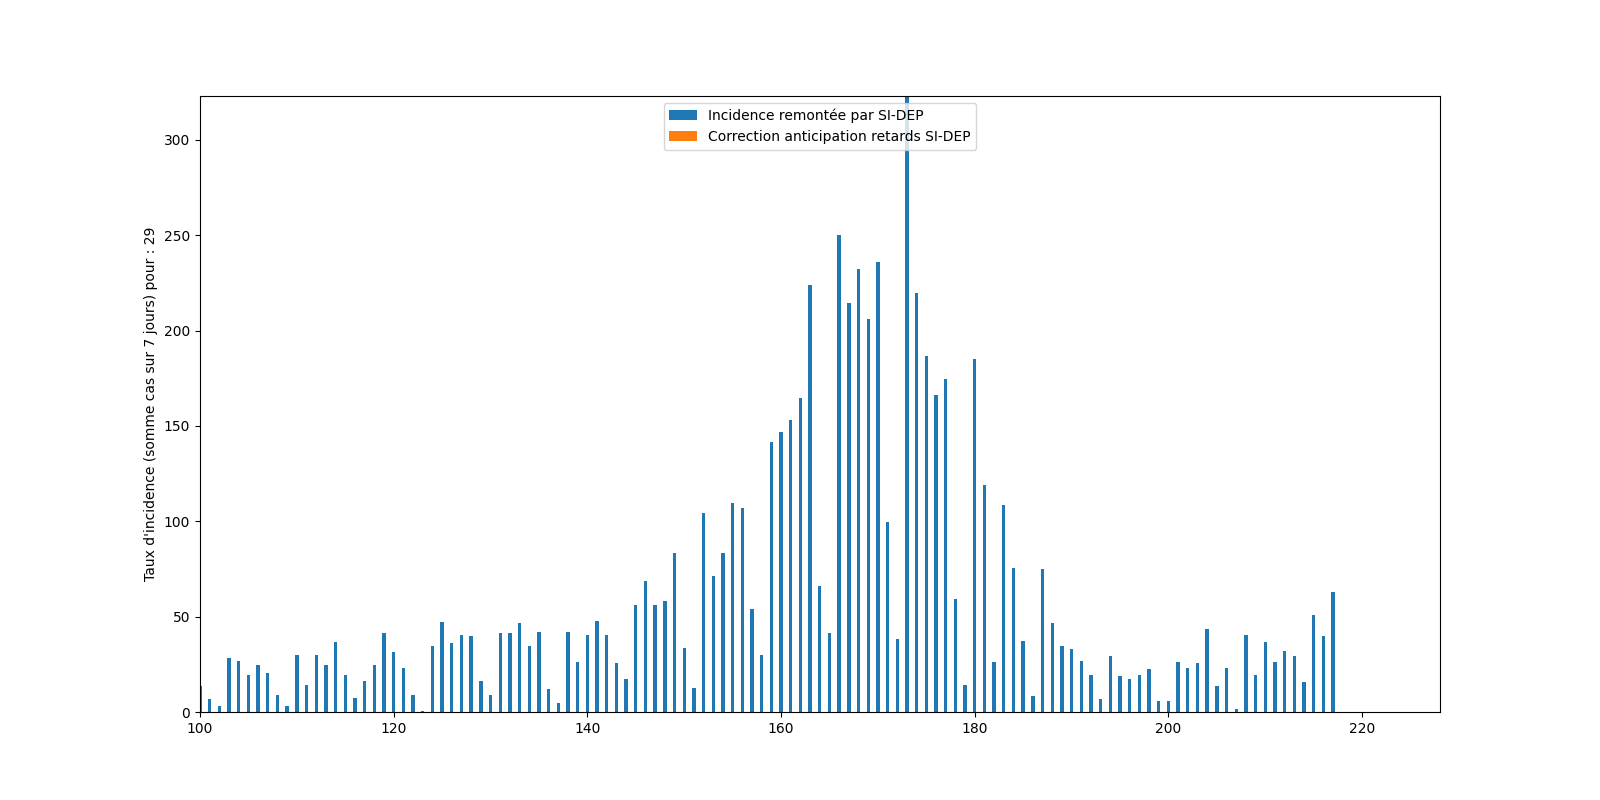 Incidence remontée par SI-DEP
Correction anticipation retards SI-DEP
Taux d'incidence (somme cas sur 7 jours) pour : 29
300
250
200
150
100
50
0
100 120 140 160 180 200 220